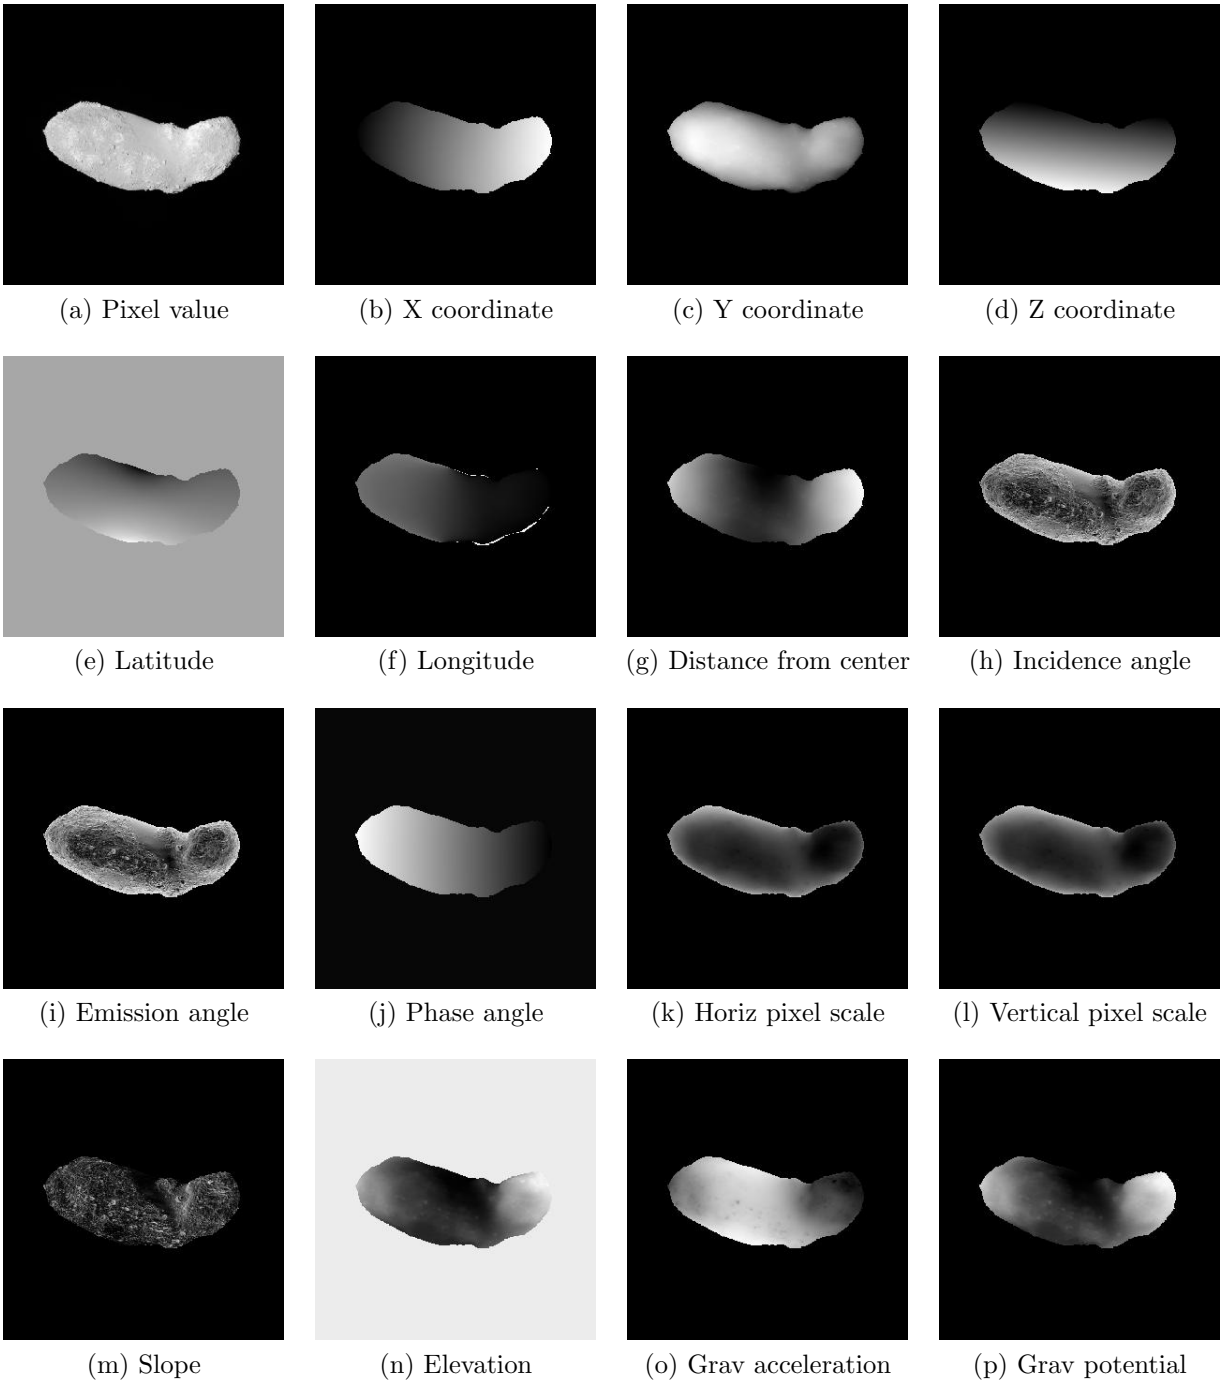 (a) Pixel value
(b) X coordinate
(c) Y coordinate
(d) Z coordinate
(e) Latitude
(f) Longitude
(g) Distance from center
(h) Incidence angle
(i) Emission angle
(j) Phase angle
(k) Horiz pixel scale
(l) Vertical pixel scale
(m) Slope
(n) Elevation
(o) Grav acceleration
(p) Grav potential